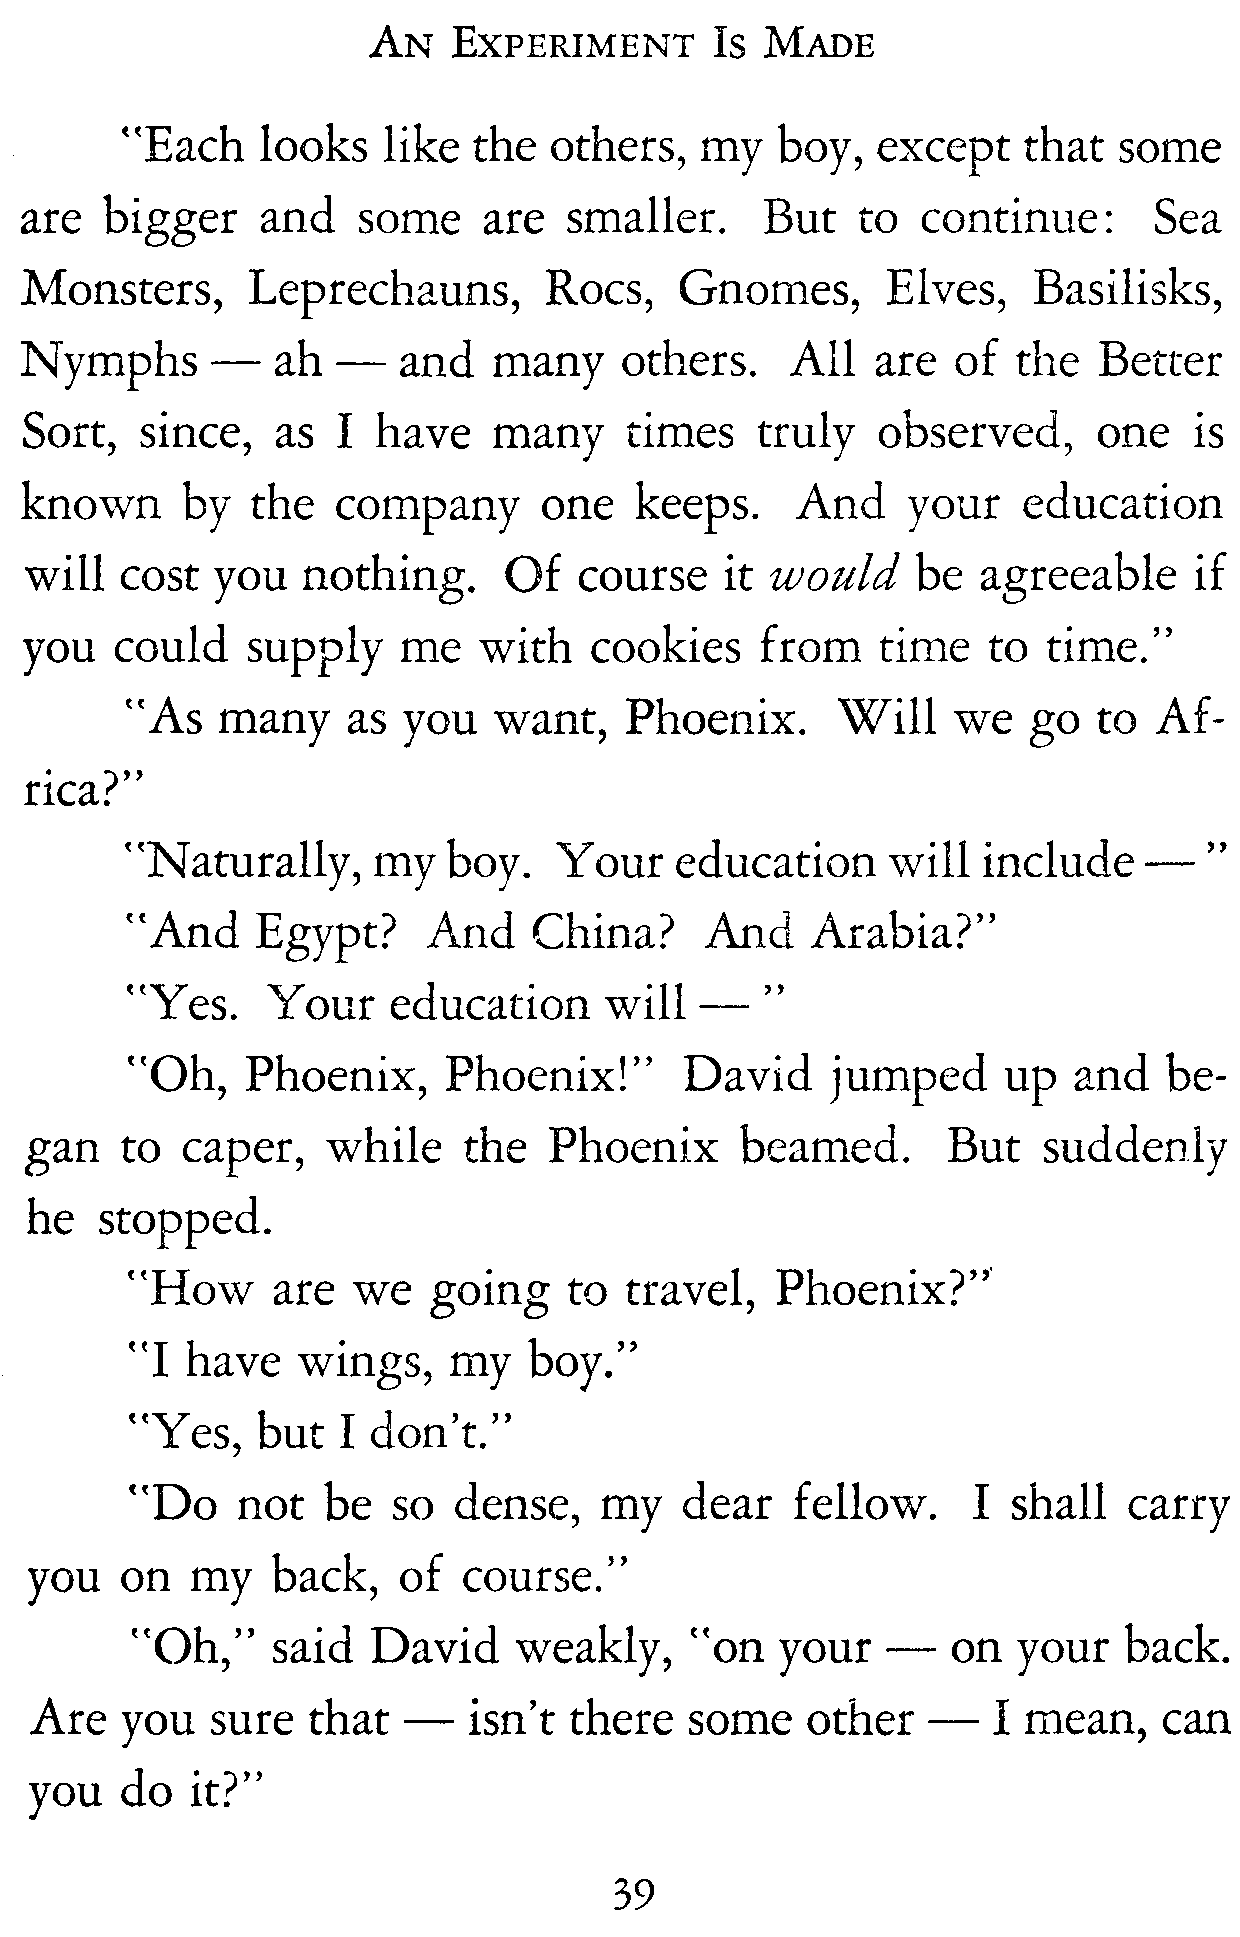 An Experiment Is Made
“Each looks like the others, my boy, except that some
are bigger and some are smaller. But to continue: Sea
Monsters, Leprechauns, Rocs, Gnomes, Elves, Basilisks,
Nymphs — ah — and many others. All are of the Better
Sort, since, as I have many times truly observed, one is
known by the company one keeps. And your education
will cost you nothing. Of course it would be agreeable if
you could supply me with cookies from time to time.”
“As many as you want, Phoenix. Will we go to Af-
rica?”
“Naturally, my boy. Your education will include — ”
“And Egypt? And China? And Arabia?”
“Yes. Your education will — ”
“Oh, Phoenix, Phoenix!” David jumped up and be-
gan to caper, while the Phoenix beamed. But suddenly
he stopped.
“How are we going to travel, Phoenix?”
“I have wings, my boy.”
“Yes, but I don’t.”
“Do not be so dense, my dear fellow. I shall carry
you on my back, of course.”
“Oh,” said David weakly, “on your — on your back.
Are you sure that — isn’t there some other — I mean, can
you do it?”
39